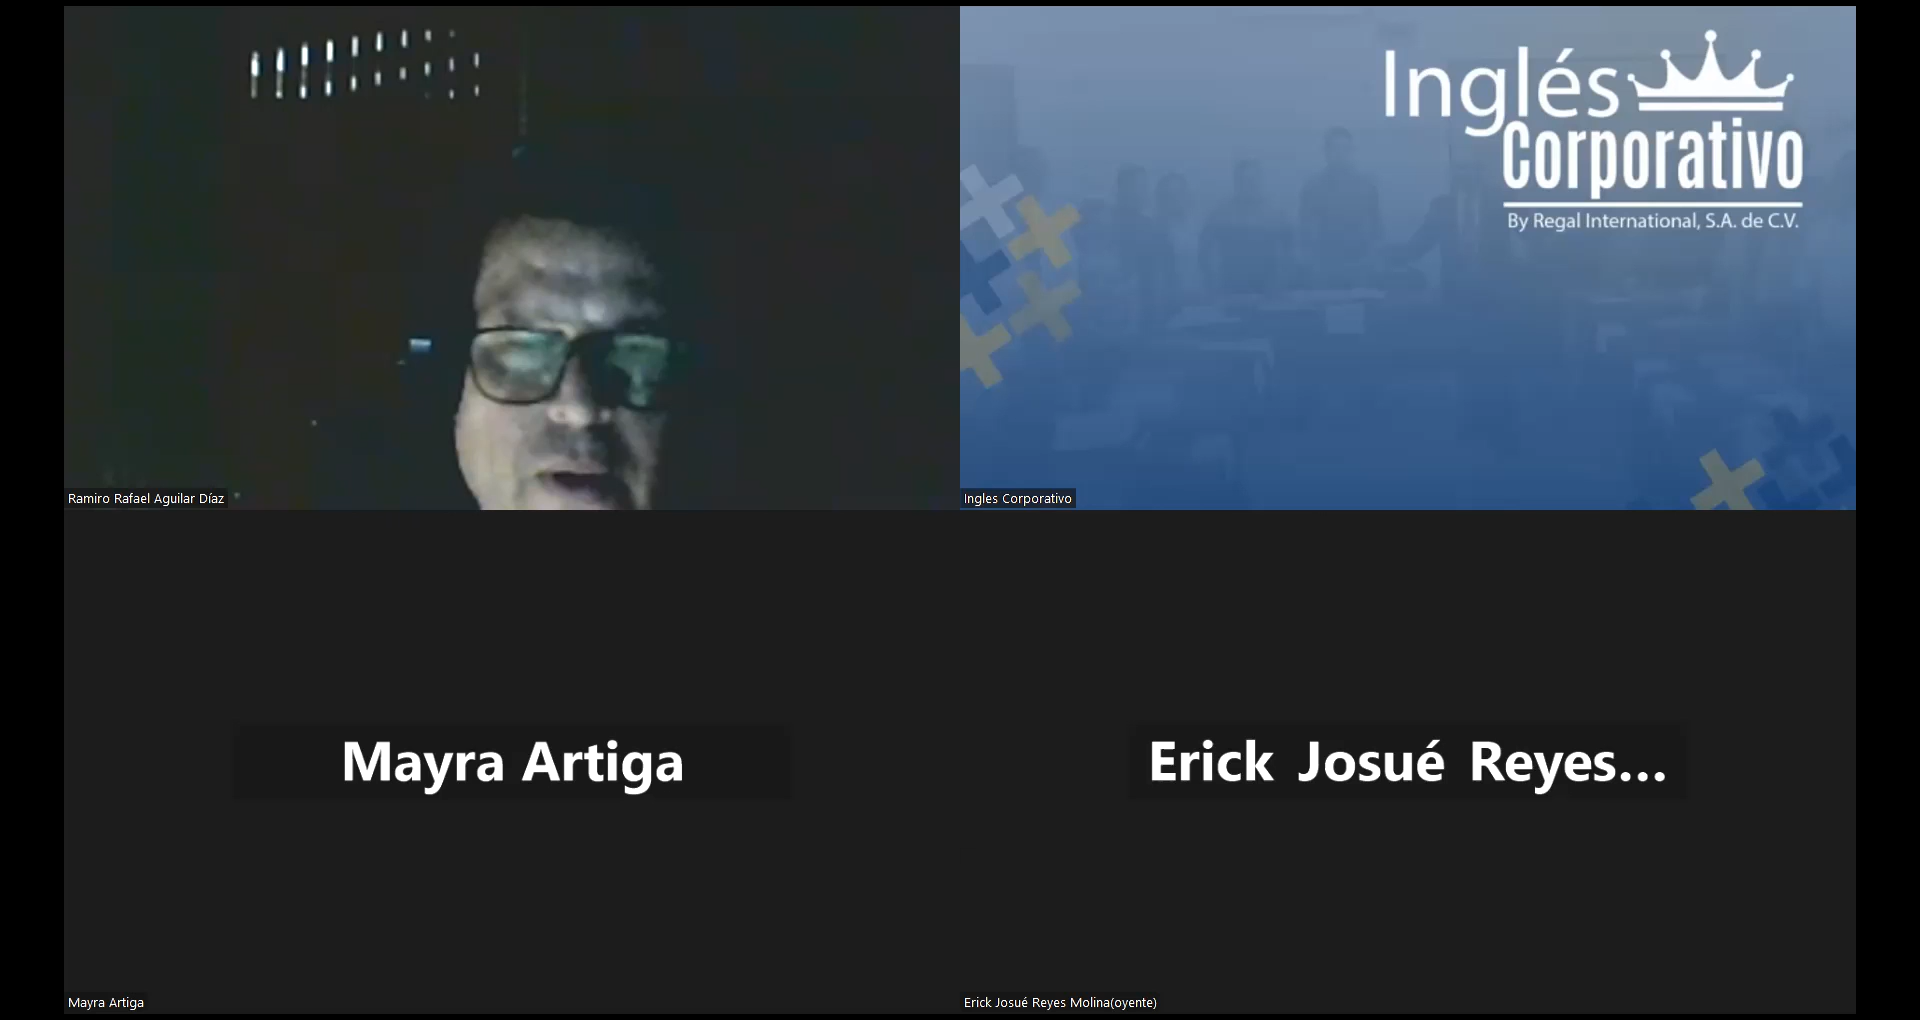 Inglés
Corporativo
By Regal International, S.A. de C.V.
Ramiro Rafael Aguilar Díaz
Ingles Corporativo
Mayra Artiga
Erick Josué Reyes...
Mayra Artiga
Erick Josué Reyes Molina(oyente)